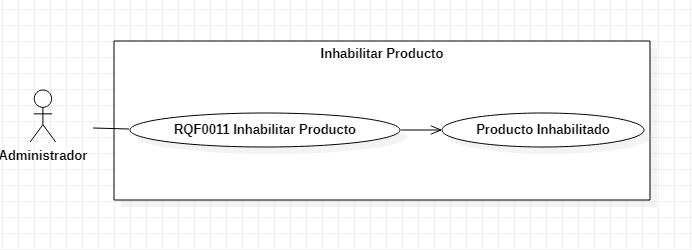 Inhabilitar Producto
RQF0011 Inhabilitar Producto
Producto Inhabilitado
Administrador